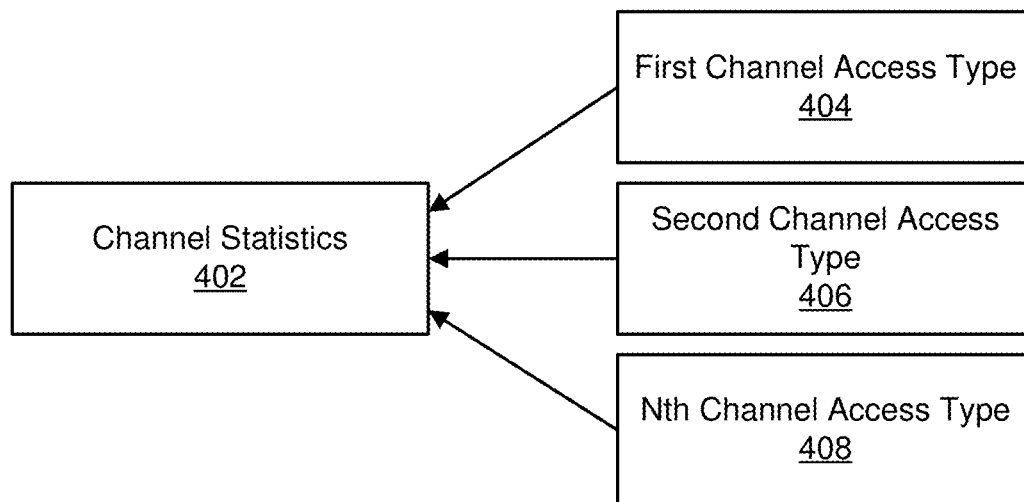 First Channel Access Type
404
Channel Statistics
402
Second Channel Access
Type
406
Nth Channel Access Type
408